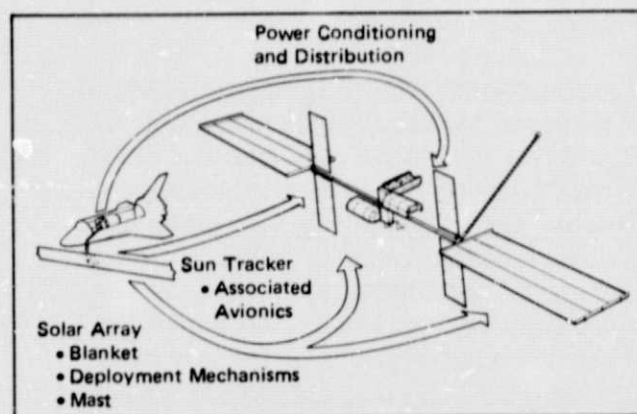 Power Conditioning
and Distribution
Sun Tracker
• Associated
Avionics
Solar Array
• Blanket
• Deployment Mechanisms
• Mast